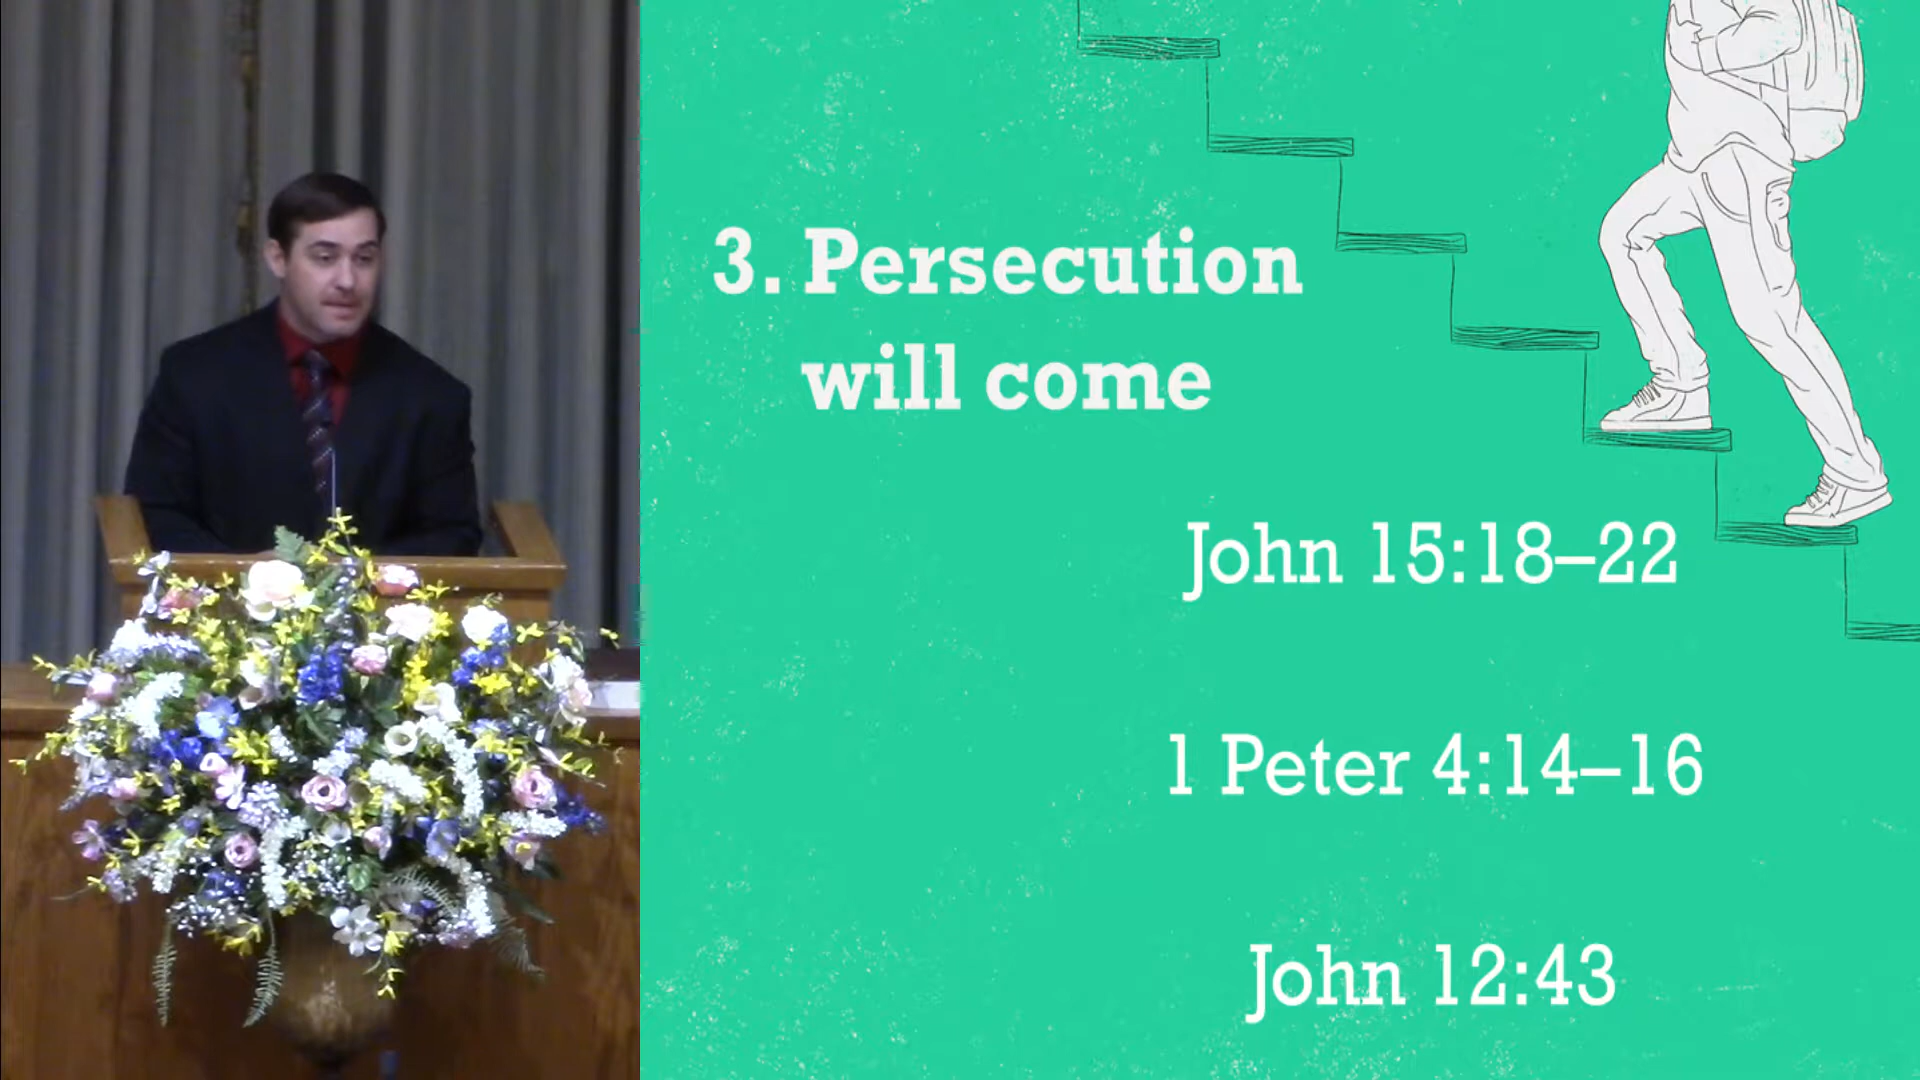 3. Persecution
will come
John 15:18–22
1 Peter 4:14–16
John 12:43